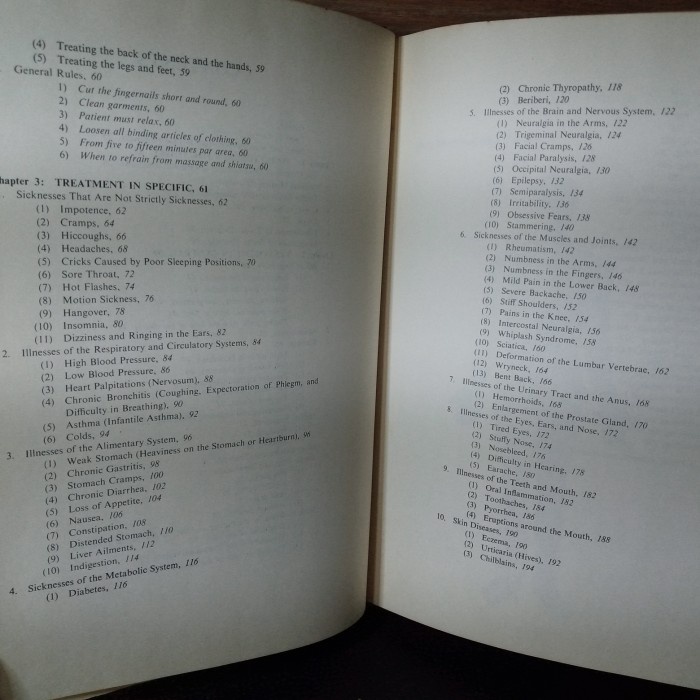 (4) Treating the back of the neck and the hands, 59
(5) Treating the legs and feet, 59
General Rules, 60
1) Cut the fingernails short and round, 60
2) Clean garments, 60
3) Patient must relax, 60
4) Loosen all binding articles of clothing, 60
5) From five to fifteen minutes par area, 60
6) When to refrain from massage and shiatsu, 60
hapter 3: TREATMENT IN SPECIFIC, 61
Sicknesses That Are Not Strictly Sicknesses, 62
(1) Impotence, 62
(2) Cramps, 64
(3) Hiccoughs, 66
(4) Headaches, 68
(5) Cricks Caused by Poor Sleeping Positions, 70
(6) Sore Throat, 72
(7) Hot Flashes, 74
(8) Motion Sickness, 76
(9) Hangover, 78
(10) Insomnia, 80
(11) Dizziness and Ringing in the Ears, 82
2. Illnesses of the Respiratory and Circulatory Systems, 84
(1) High Blood Pressure, 84
(2) Low Blood Pressure, 86
(3) Heart Palpitations (Nervosum), 88
(4) Chronic Bronchitis (Coughing, Expectoration of Phlegm, and
Difficulty in Breathing), 90
(5) Asthma (Infantile Asthma), 92
(6) Colds, 94
3. Illnesses of the Alimentary System, 96
(1) Weak Stomach (Heaviness on the Stomach or Heartburn), 96
(2) Chronic Gastritis, 98
(3) Stomach Cramps, 100
(4) Chronic Diarrhea, 102
(5) Loss of Appetite, 104
(6) Nausea, 106
(7) Constipation, 108
(8) Distended Stomach, 110
(9) Liver Ailments, 112
(10) Indigestion, 114
4. Sicknesses of the Metabolic System, 116
(1) Diabetes, 116
(2) Chronic Thyropathy, 118
(3) Beriberi, 120
5. Illnesses of the Brain and Nervous System, 122
(1) Neuralgia in the Arms, 122
(2) Trigeminal Neuralgia, 124
(3) Facial Cramps, 126
(4) Facial Paralysis, 128
(5) Occipital Neuralgia, 130
(6) Epilepsy, 132
(7) Semiparalysis, 134
(8) Irritability, 136
(9) Obsessive Fears, 138
(10) Stammering, 140
6. Sicknesses of the Muscles and Joints, 142
(1) Rheumatism, 142
(2) Numbness in the Arms, 144
(3) Numbness in the Fingers, 146
(4) Mild Pain in the Lower Back, 148
(5) Severe Backache, 150
(6) Stiff Shoulders, 152
(7) Pains in the Knee, 154
(8) Intercostal Neuralgia, 156
(9) Whiplash Syndrome, 158
(10) Sciatica, 160
(11) Deformation of the Lumbar Vertebrae, 162
(12) Wryneck, 164
(13) Bent Back, 166
7. Illnesses of the Urinary Tract and the Anus, 168
(1) Hemorrhoids, 168
(2) Enlargement of the Prostate Gland, 170
8. Illnesses of the Eyes, Ears, and Nose, 172
(1) Tired Eyes, 172
(2) Stuffy Nose, 174
(3) Nosebleed, 176
(4) Difficulty in Hearing, 178
(5) Earache, 180
9. Illnesses of the Teeth and Mouth, 182
(1) Oral Inflammation, 182
(2) Toothaches, 184
(3) Pyorrhea, 186
(4) Eruptions around the Mouth, 188
10. Skin Diseases, 190
(1) Eczema, 190
(2) Urticaria (Hives), 192
(3) Chilblains, 194